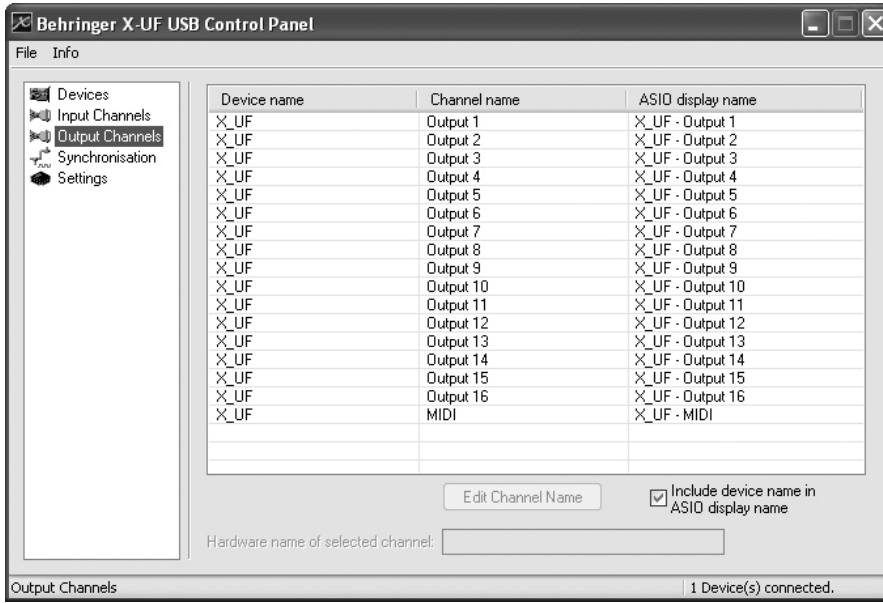 Behringer X-UF USB Control Panel
File Info
Devices
Input Channels
Output Channels
Synchronisation
Settings
Device name Channel name ASIO display name
X_UF Output 1 X_UF - Output 1
X_UF Output 2 X_UF - Output 2
X_UF Output 3 X_UF - Output 3
X_UF Output 4 X_UF - Output 4
X_UF Output 5 X_UF - Output 5
X_UF Output 6 X_UF - Output 6
X_UF Output 7 X_UF - Output 7
X_UF Output 8 X_UF - Output 8
X_UF Output 9 X_UF - Output 9
X_UF Output 10 X_UF - Output 10
X_UF Output 11 X_UF - Output 11
X_UF Output 12 X_UF - Output 12
X_UF Output 13 X_UF - Output 13
X_UF Output 14 X_UF - Output 14
X_UF Output 15 X_UF - Output 15
X_UF Output 16 X_UF - Output 16
X_UF MIDI X_UF - MIDI
Edit Channel Name
Include device name in
ASIO display name
Hardware name of selected channel:
Output Channels 1 Device(s) connected.